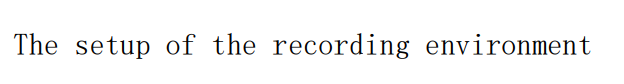 The setup of the recording environment